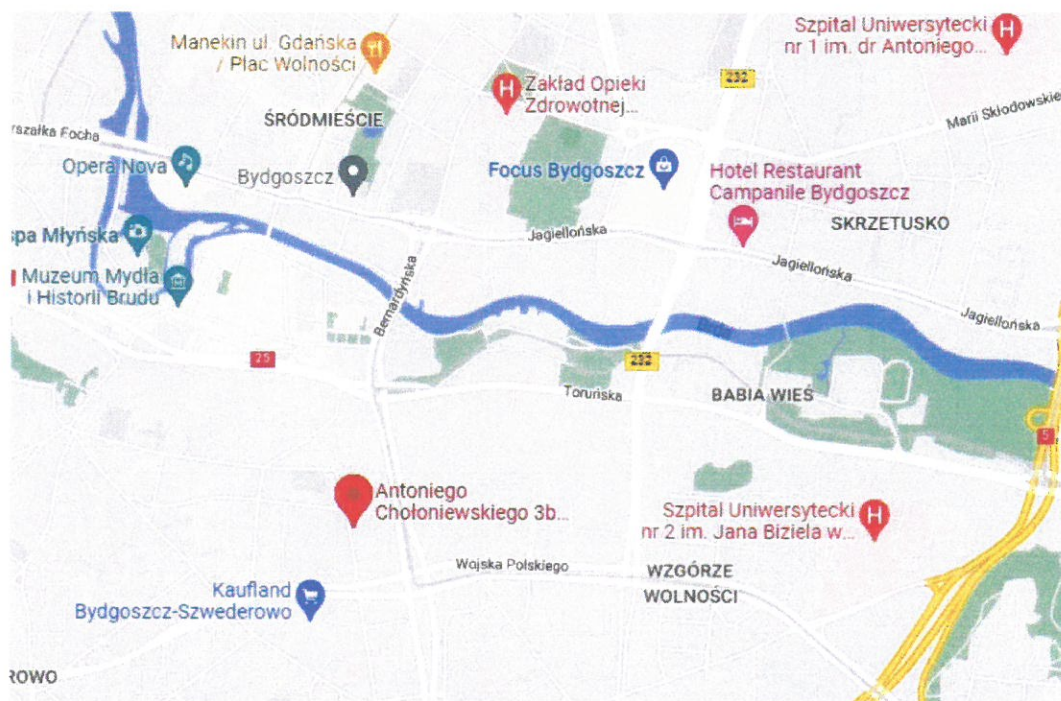 Manekin ul. Gdańska
/ Plac Wolności
Szpital Uniwersytecki
nr 1 im. dr Antoniego...
232
Zakład Opieki
Zdrowotnej...
ŚRÓDMIEŚCIE
Marii Skłodowskie
rszałka Focha
Opera Nova
Bydgoszcz
Focus Bydgoszcz
Hotel Restaurant
Campanile Bydgoszcz
SKRZETUSKO
spa Młyńska
Jagiellońska
Jagiellońska
Muzeum Mydła
i Historii Brudu
Bernardyńska
Jagiellońska
25
232
Toruńska
BABIA WIEŚ
5
Antoniego
Chołoniewskiego 3b...
Szpital Uniwersytecki
nr 2 im. Jana Biziela w...
Wojska Polskiego
WZGÓRZE
WOLNOŚCI
Kaufland
Bydgoszcz-Szwederowo
ROWO